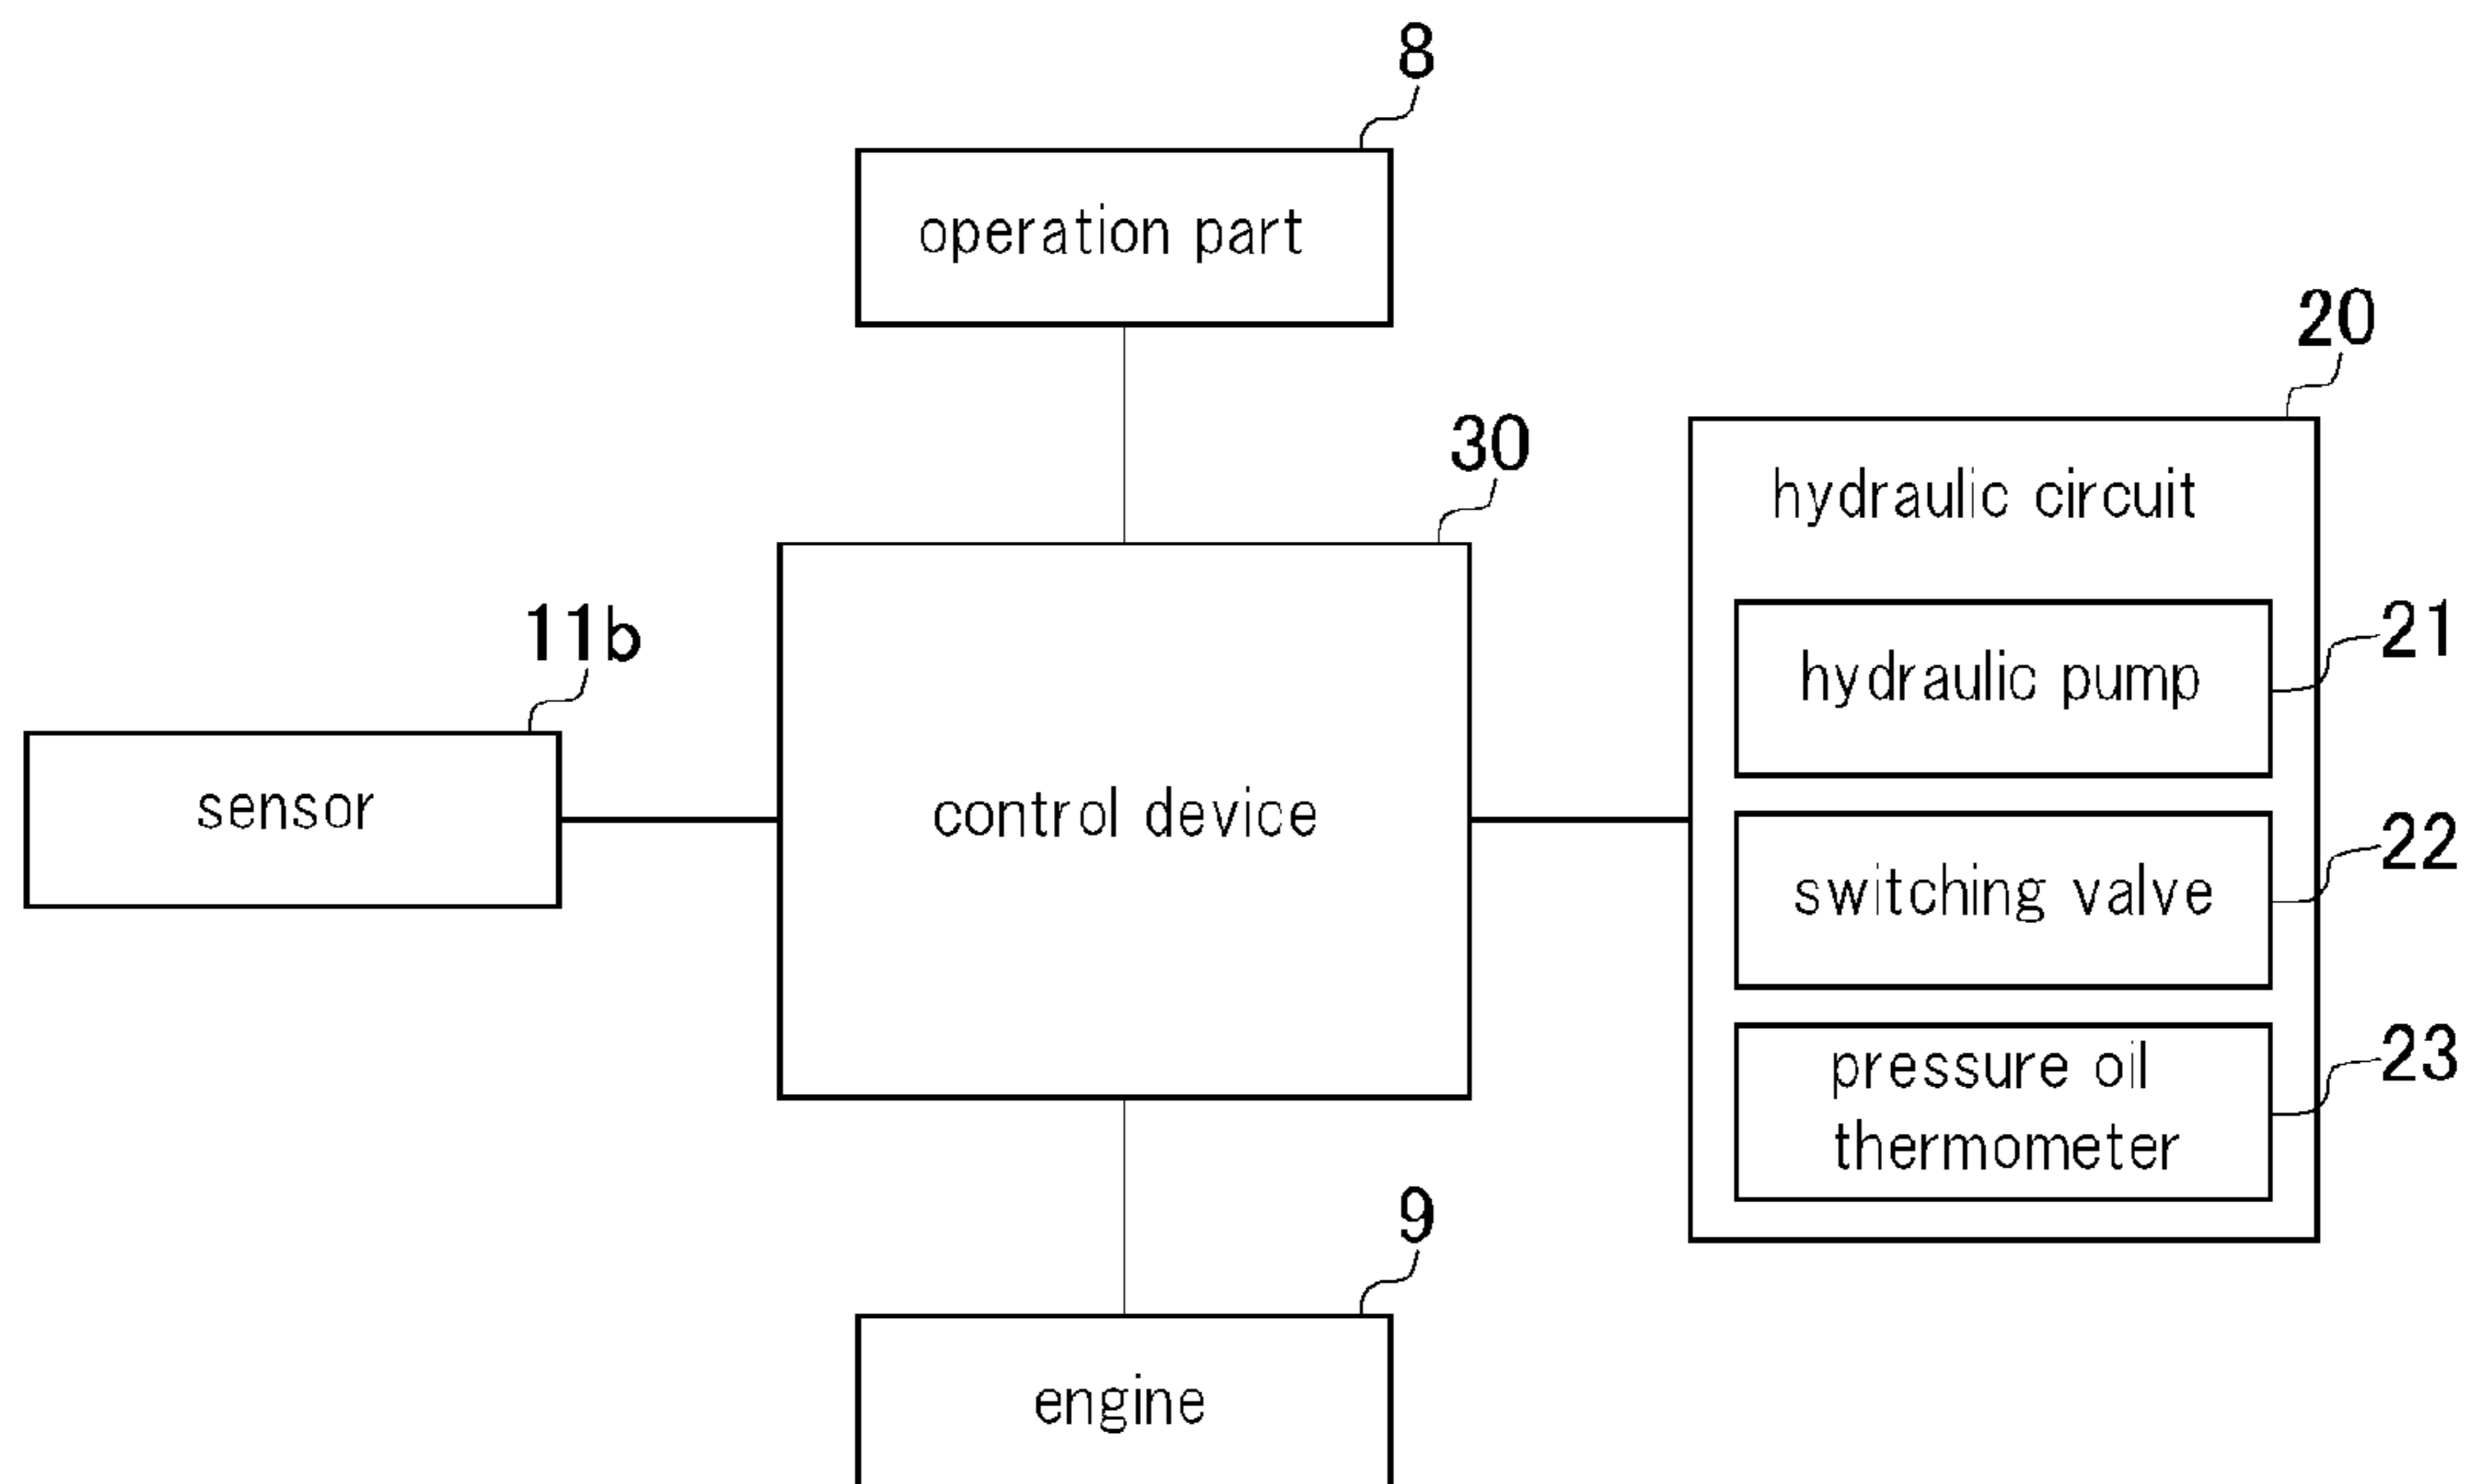 8
operation part
20
30
hydraulic circuit
11b
21
hydraulic pump
sensor
control device
22
switching valve
23
pressure oil
thermometer
9
engine